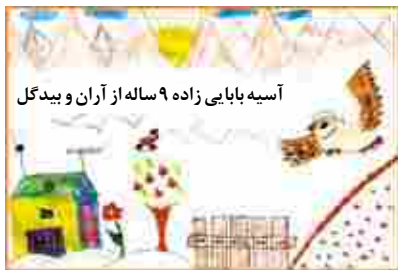 آسیه بابایی زاده ۹ ساله از آران و بیدگل